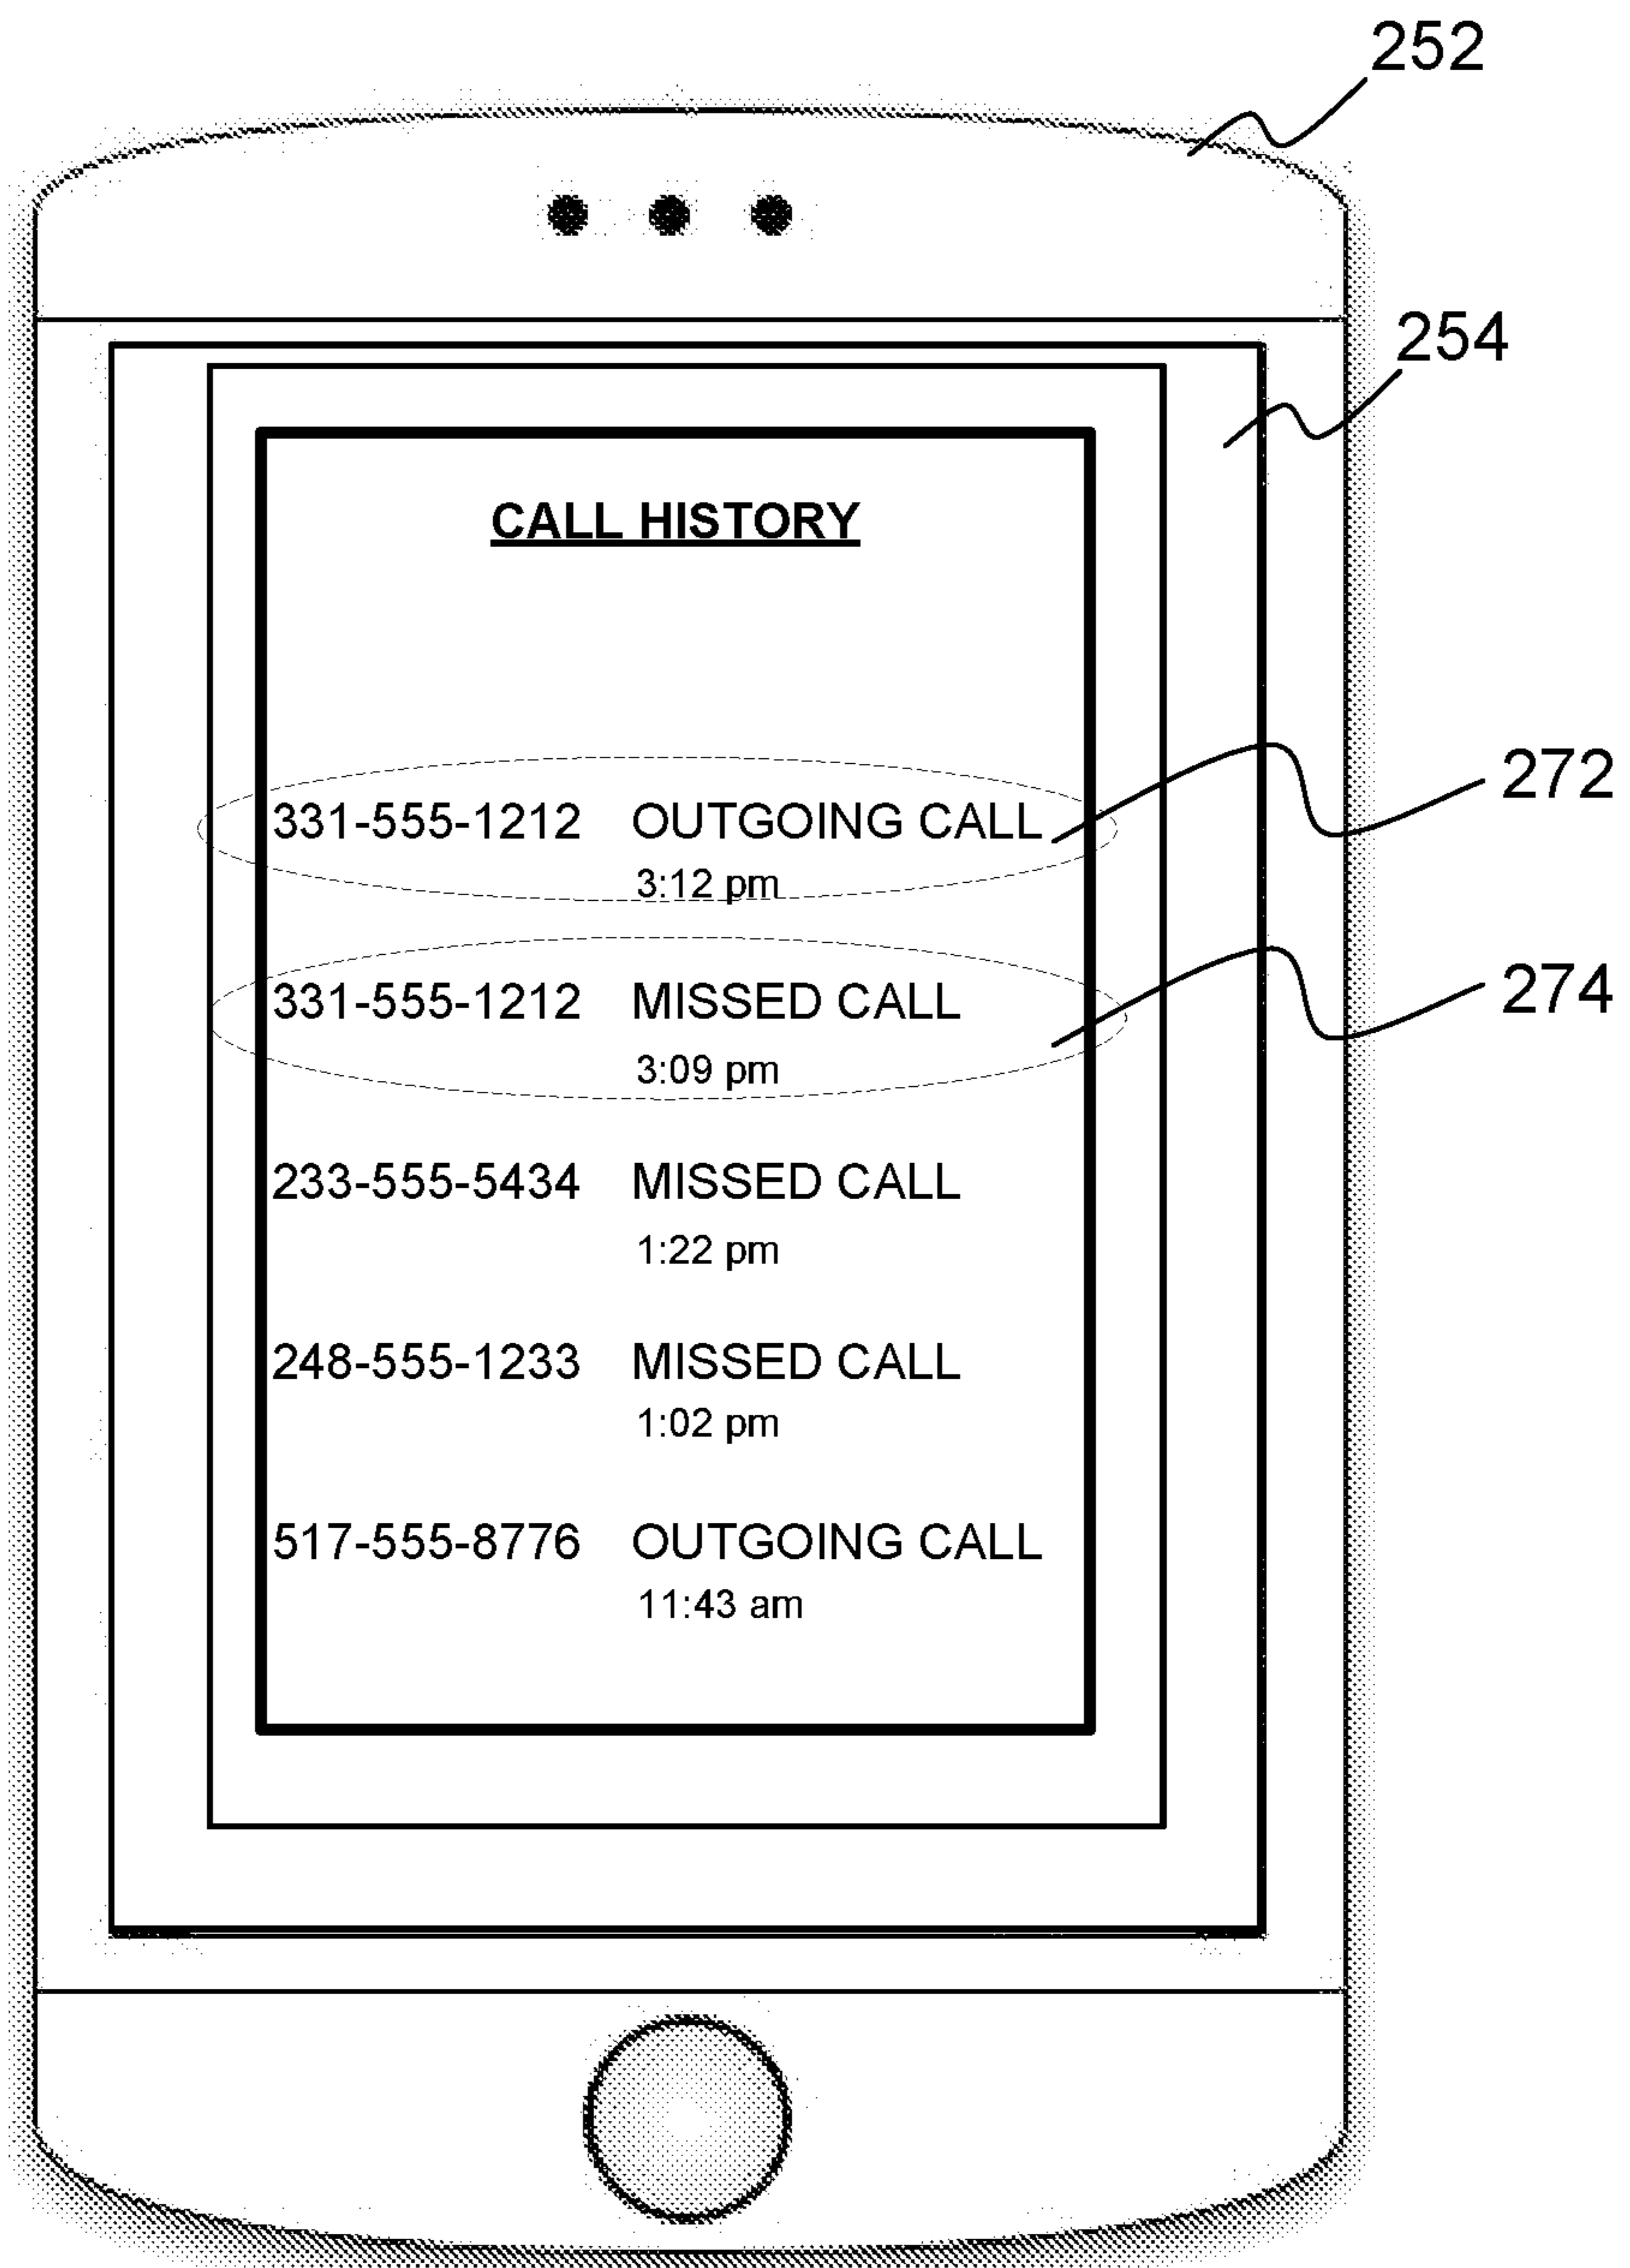 252
254
CALL HISTORY
331-555-1212 OUTGOING CALL
3:12 pm
272
331-555-1212 MISSED CALL
3:09 pm
274
233-555-5434 MISSED CALL
1:22 pm
248-555-1233 MISSED CALL
1:02 pm
517-555-8776 OUTGOING CALL
11:43 am